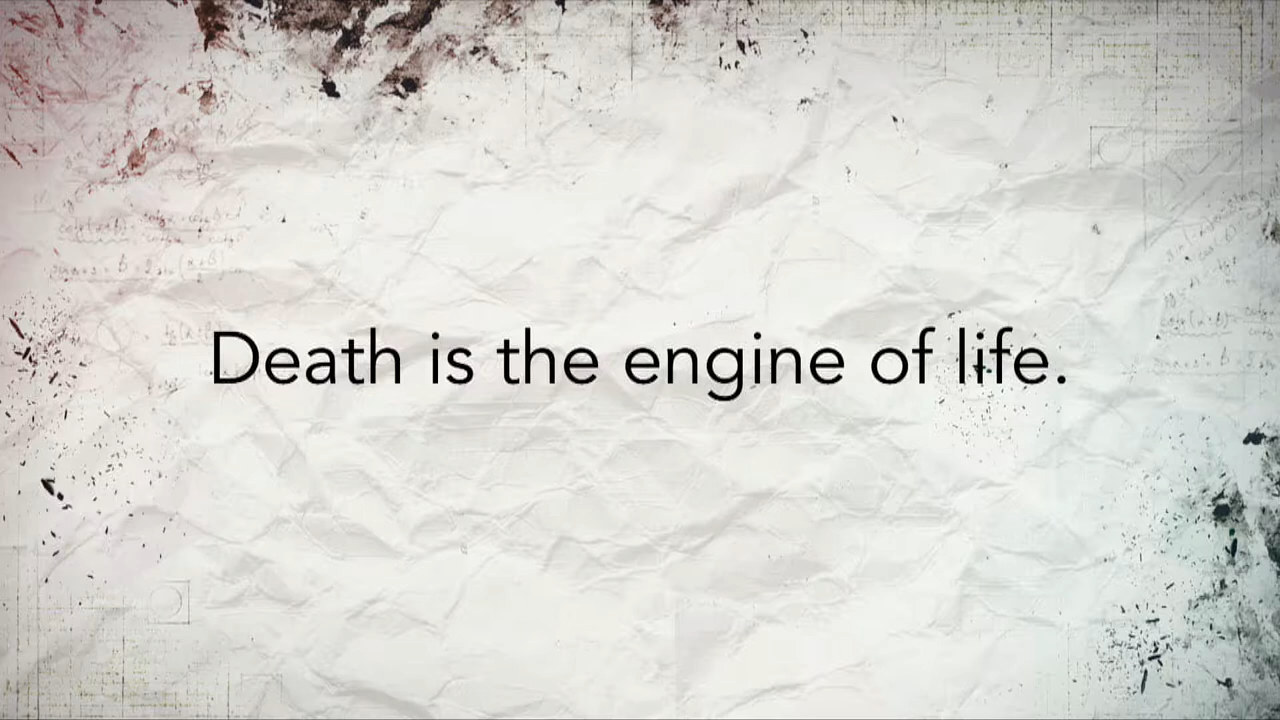 Death is the engine of life.